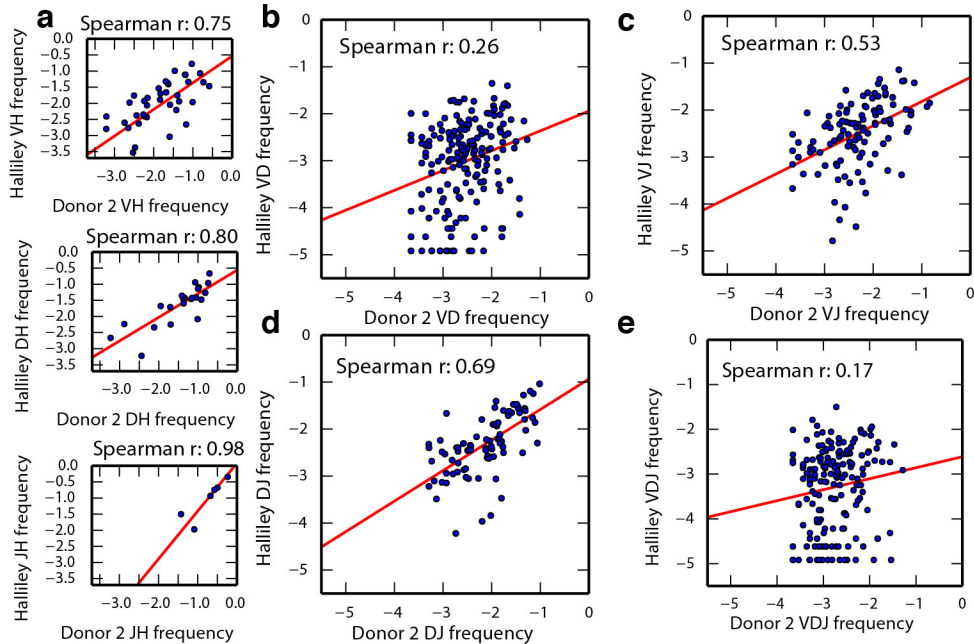 a
Spearman r: 0.75
0.0
−0.5
−1.0
−1.5
−2.0
−2.5
−3.0
−3.5
Halliley VH frequency
−3.0 −2.0 −1.0 0.0
Donor 2 VH frequency
Spearman r: 0.80
0.0
−0.5
−1.0
−1.5
−2.0
−2.5
−3.0
−3.5
Halliley DH frequency
−3.0 −2.0 −1.0 0.0
Donor 2 DH frequency
Spearman r: 0.98
0.0
−0.5
−1.0
−1.5
−2.0
−2.5
−3.0
−3.5
Halliley JH frequency
−3.0 −2.0 −1.0 0.0
Donor 2 JH frequency
b
Spearman r: 0.26
0
−1
−2
−3
−4
−5
Halliley VD frequency
−5 −4 −3 −2 −1 0
Donor 2 VD frequency
c
Spearman r: 0.53
0
−1
−2
−3
−4
−5
Halliley VJ frequency
−5 −4 −3 −2 −1 0
Donor 2 VJ frequency
d
Spearman r: 0.69
0
−1
−2
−3
−4
−5
Halliley DJ frequency
−5 −4 −3 −2 −1 0
Donor 2 DJ frequency
e
Spearman r: 0.17
0
−1
−2
−3
−4
−5
Halliley VDJ frequency
−5 −4 −3 −2 −1 0
Donor 2 VDJ frequency